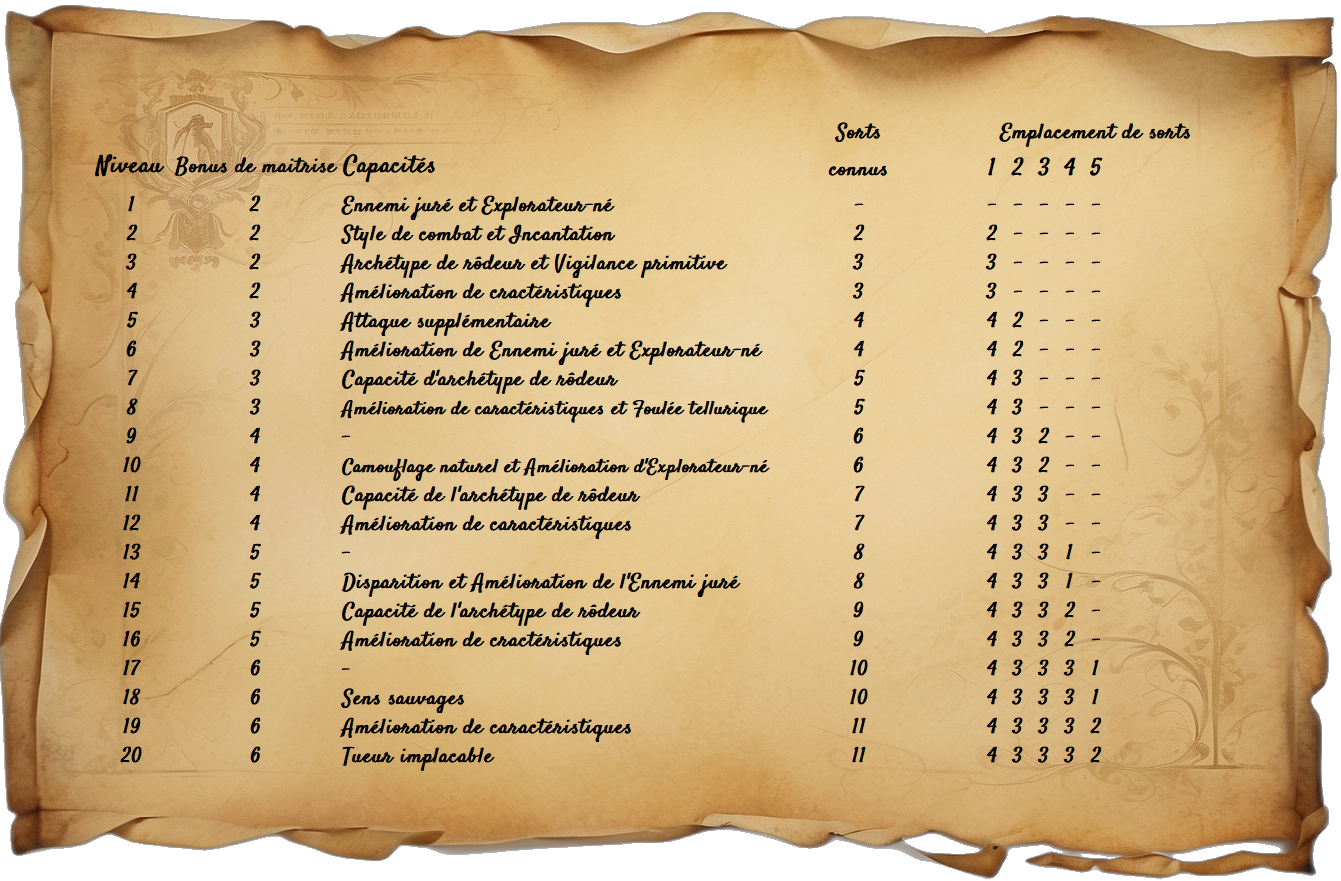 Sorts Emplacement de sorts
Niveau Bonus de maitrise Capacités connus 1 2 3 4 5
1 2 Ennemi juré et Explorateur-né - - - - - -
2 2 Style de combat et Incantation 2 2 - - - -
3 2 Archétype de rôdeur et Vigilance primitive 3 3 - - - -
4 2 Amélioration de cractéristiques 3 3 - - - -
5 3 Attaque supplémentaire 4 4 2 - - -
6 3 Amélioration de Ennemi juré et Explorateur-né 4 4 2 - - -
7 3 Capacité d'archétype de rôdeur 5 4 3 - - -
8 3 Amélioration de caractéristiques et Foulée tellurique 5 4 3 - - -
9 4 - 6 4 3 2 - -
10 4 Camouflage naturel et Amélioration d'Explorateur-né 6 4 3 2 - -
11 4 Capacité de l'archétype de rôdeur 7 4 3 3 - -
12 4 Amélioration de caractéristiques 7 4 3 3 - -
13 5 - 8 4 3 3 1 -
14 5 Disparition et Amélioration de l'Ennemi juré 8 4 3 3 1 -
15 5 Capacité de l'archétype de rôdeur 9 4 3 3 2 -
16 5 Amélioration de cractéristiques 9 4 3 3 2 -
17 6 - 10 4 3 3 3 1
18 6 Sens sauvages 10 4 3 3 3 1
19 6 Amélioration de caractéristiques 11 4 3 3 3 2
20 6 Tueur implacable 11 4 3 3 3 2